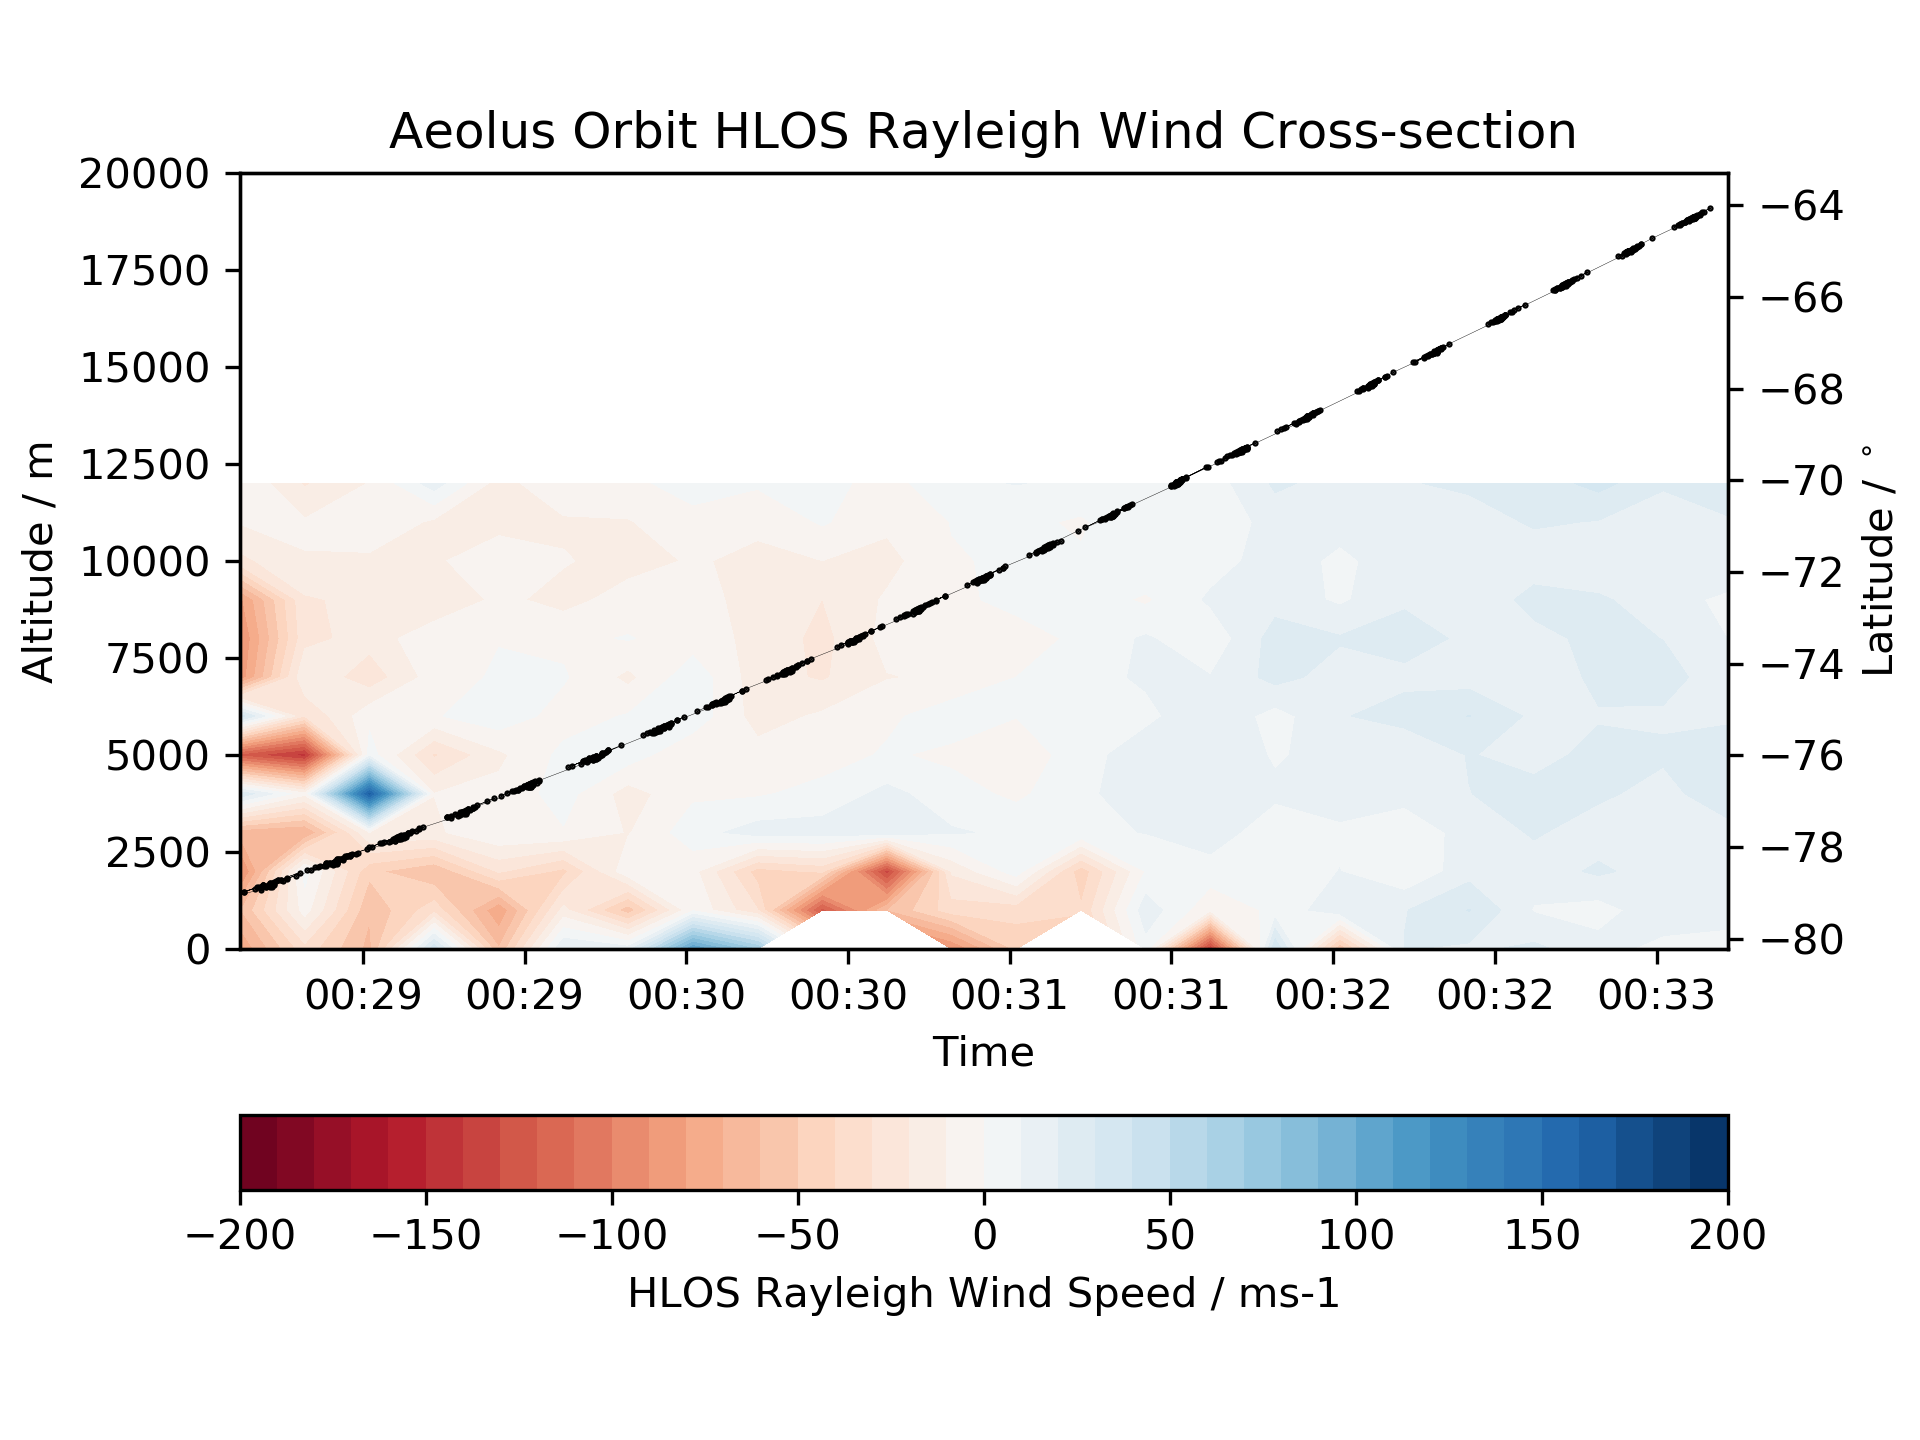 Aeolus Orbit HLOS Rayleigh Wind Cross-section
20000
17500
15000
12500
10000
7500
5000
2500
0
Altitude / m
−64
−66
−68
−70
−72
−74
−76
−78
−80
Latitude / °
00:29 00:29 00:30 00:30 00:31 00:31 00:32 00:32 00:33
Time
−200 −150 −100 −50 0 50 100 150 200
HLOS Rayleigh Wind Speed / ms-1